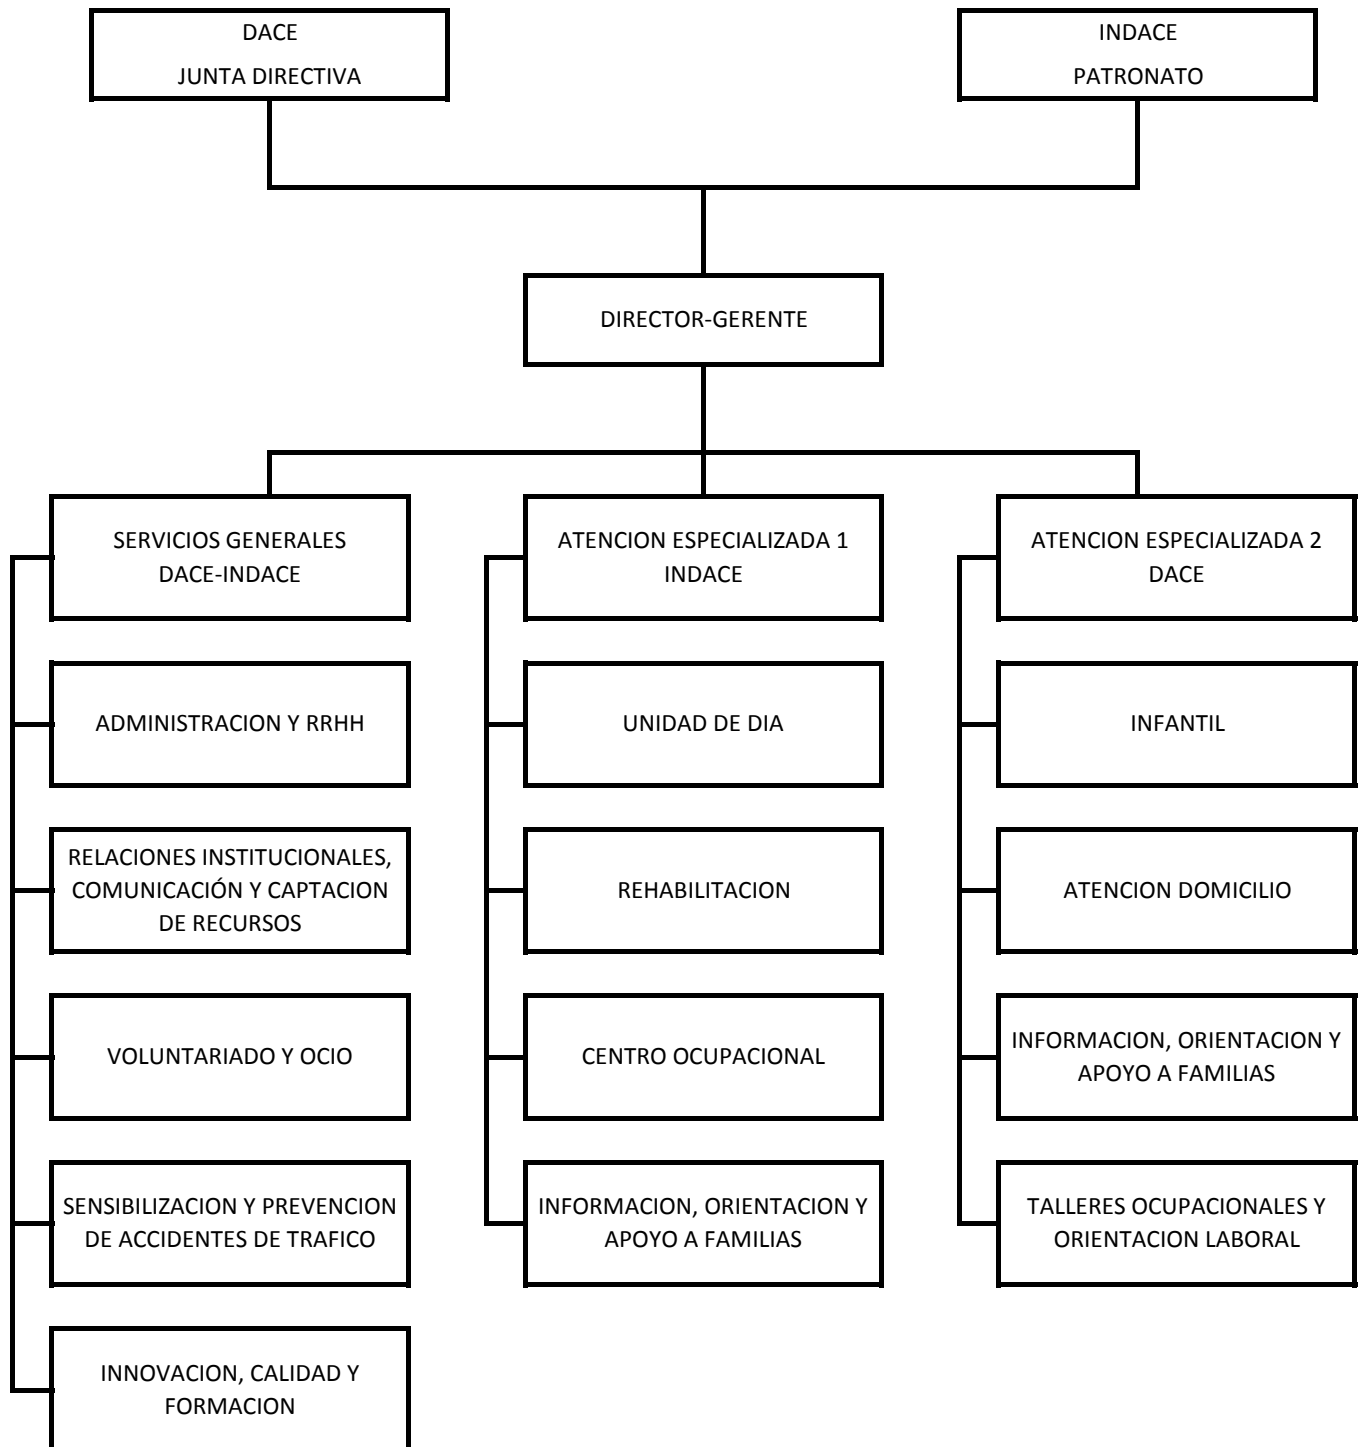 DACE
JUNTA DIRECTIVA
INDACE
PATRONATO
DIRECTOR-GERENTE
SERVICIOS GENERALES
DACE-INDACE
ATENCION ESPECIALIZADA 1
INDACE
ATENCION ESPECIALIZADA 2
DACE
ADMINISTRACION Y RRHH
UNIDAD DE DIA
INFANTIL
RELACIONES INSTITUCIONALES,
COMUNICACIÓN Y CAPTACION
DE RECURSOS
REHABILITACION
ATENCION DOMICILIO
VOLUNTARIADO Y OCIO
CENTRO OCUPACIONAL
INFORMACION, ORIENTACION Y
APOYO A FAMILIAS
SENSIBILIZACION Y PREVENCION
DE ACCIDENTES DE TRAFICO
INFORMACION, ORIENTACION Y
APOYO A FAMILIAS
TALLERES OCUPACIONALES Y
ORIENTACION LABORAL
INNOVACION, CALIDAD Y
FORMACION